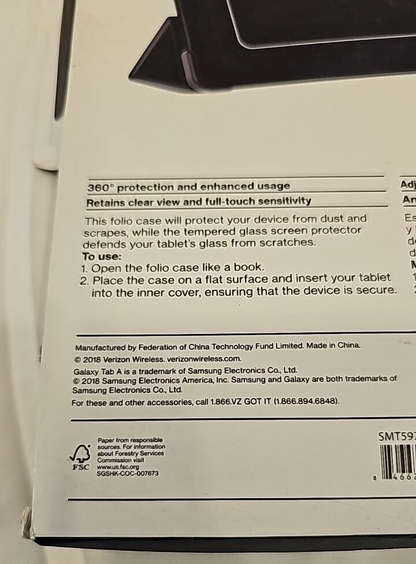 360° protection and enhanced usage
Retains clear view and full-touch sensitivity
This folio case will protect your device from dust and
scrapes, while the tempered glass screen protector
defends your tablet's glass from scratches.
To use:
1. Open the folio case like a book.
2. Place the case on a flat surface and insert your tablet
into the inner cover, ensuring that the device is secure.
Manufactured by Federation of China Technology Fund Limited. Made in China.
© 2018 Verizon Wireless. verizonwireless.com.
Galaxy Tab A is a trademark of Samsung Electronics Co., Ltd.
© 2018 Samsung Electronics America, Inc. Samsung and Galaxy are both trademarks of
Samsung Electronics Co., Ltd.
For these and other accessories, call 1.866.VZ GOT IT (1.866.894.6848).
FSC
Paper from responsible
sources. For information
about Forestry Services
Commission visit
www.us.fsc.org
SGSHK-COC-007673
SMT597
8